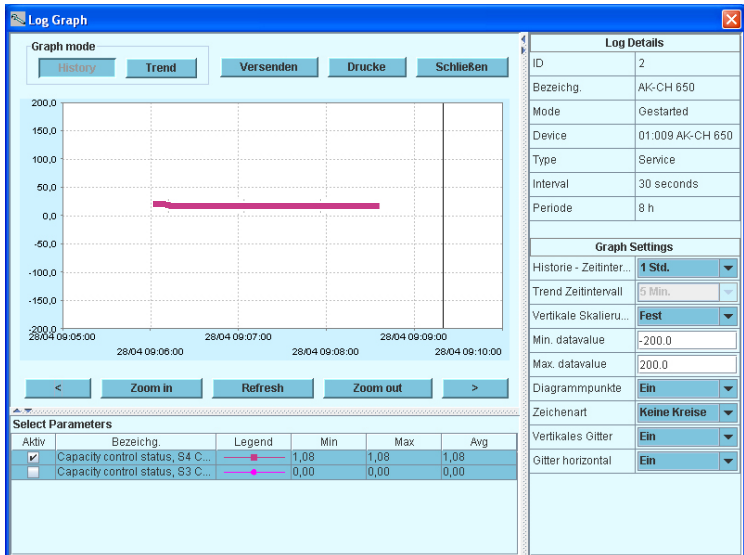 Log Graph
Graph mode
History Trend Versenden Drucke Schließen
200,0
150,0
100,0
50,0
0,0
-50,0
-100,0
-150,0
-200,0
28/04 09:05:00 28/04 09:07:00 28/04 09:09:00
28/04 09:06:00 28/04 09:08:00 28/04 09:10:00
< Zoom in Refresh Zoom out >
Select Parameters
Aktiv Bezeichg. Legend Min Max Avg
Capacity control status, S4 C... 1,08 1,08 1,08
Capacity control status, S3 C... 0,00 0,00 0,00
Log Details
ID 2
Bezeichg. AK-CH 650
Mode Gestarted
Device 01:009 AK-CH 650
Type Service
Interval 30 seconds
Periode 8 h
Graph Settings
Historie - Zeitinter... 1 Std.
Trend Zeitintervall 5 Min.
Vertikale Skalieru... Fest
Min. datavalue -200.0
Max. datavalue 200.0
Diagrammpunkte Ein
Zeichenart Keine Kreise
Vertikales Gitter Ein
Gitter horizontal Ein